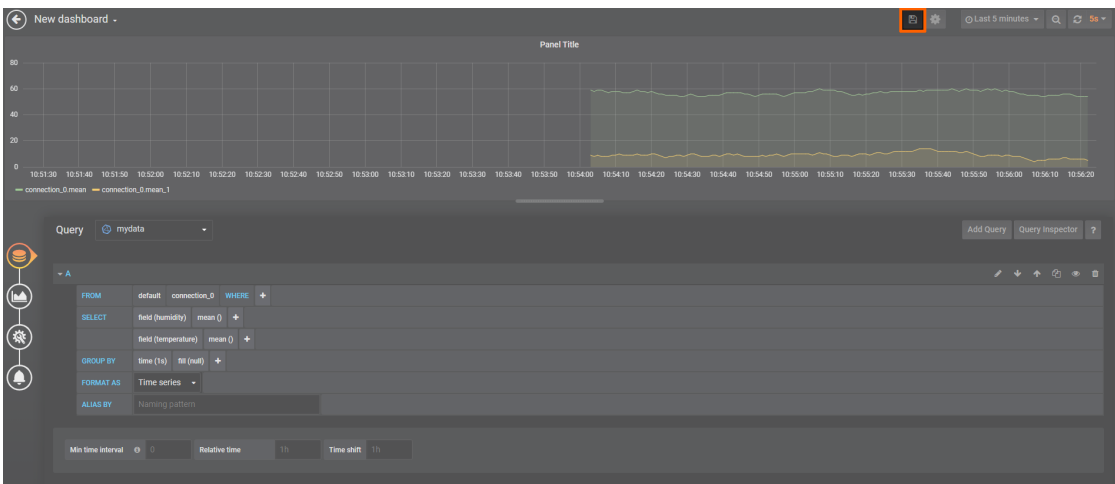 New dashboard
Last 5 minutes
5s
Panel Title
80
60
40
20
0
10:51:30 10:51:40 10:51:50 10:52:00 10:52:10 10:52:20 10:52:30 10:52:40 10:52:50 10:53:00 10:53:10 10:53:20 10:53:30 10:53:40 10:53:50 10:54:00 10:54:10 10:54:20 10:54:30 10:54:40 10:54:50 10:55:00 10:55:10 10:55:20 10:55:30 10:55:40 10:55:50 10:56:00 10:56:10 10:56:20
connection_0.mean connection_0.mean_1
Query mydata Add Query Query Inspector ?
A
FROM default connection_0 WHERE +
SELECT field (humidity) mean () +
field (temperature) mean () +
GROUP BY time (1s) fill (null) +
FORMAT AS Time series
ALIAS BY Naming pattern
Min time interval 0 Relative time 1h Time shift 1h